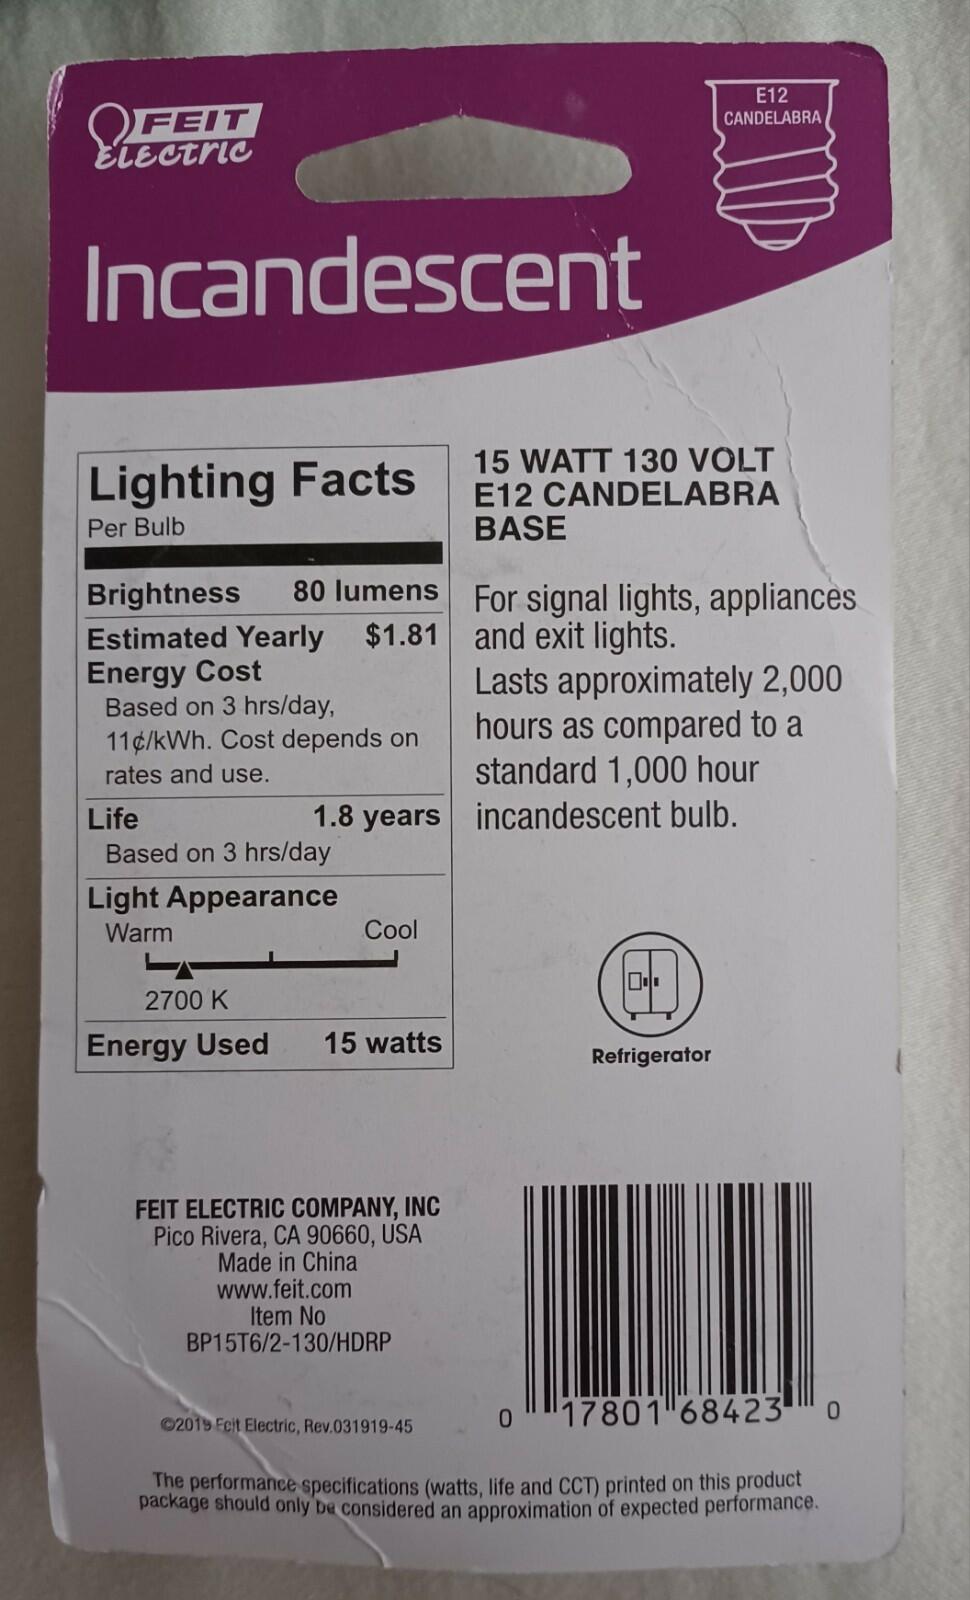 FEIT
ELECTRIC
E12
CANDELABRA
Incandescent
Lighting Facts
Per Bulb
Brightness 80 lumens
Estimated Yearly $1.81
Energy Cost
Based on 3 hrs/day,
11¢/kWh. Cost depends on
rates and use.
Life 1.8 years
Based on 3 hrs/day
Light Appearance
Warm Cool
2700 K
Energy Used 15 watts
15 WATT 130 VOLT
E12 CANDELABRA
BASE
For signal lights, appliances
and exit lights.
Lasts approximately 2,000
hours as compared to a
standard 1,000 hour
incandescent bulb.
Refrigerator
FEIT ELECTRIC COMPANY, INC
Pico Rivera, CA 90660, USA
Made in China
www.feit.com
Item No
BP15T6/2-130/HDRP
©2019 Feit Electric, Rev.031919-45
0 17801 68423 0
The performance specifications (watts, life and CCT) printed on this product
package should only be considered an approximation of expected performance.